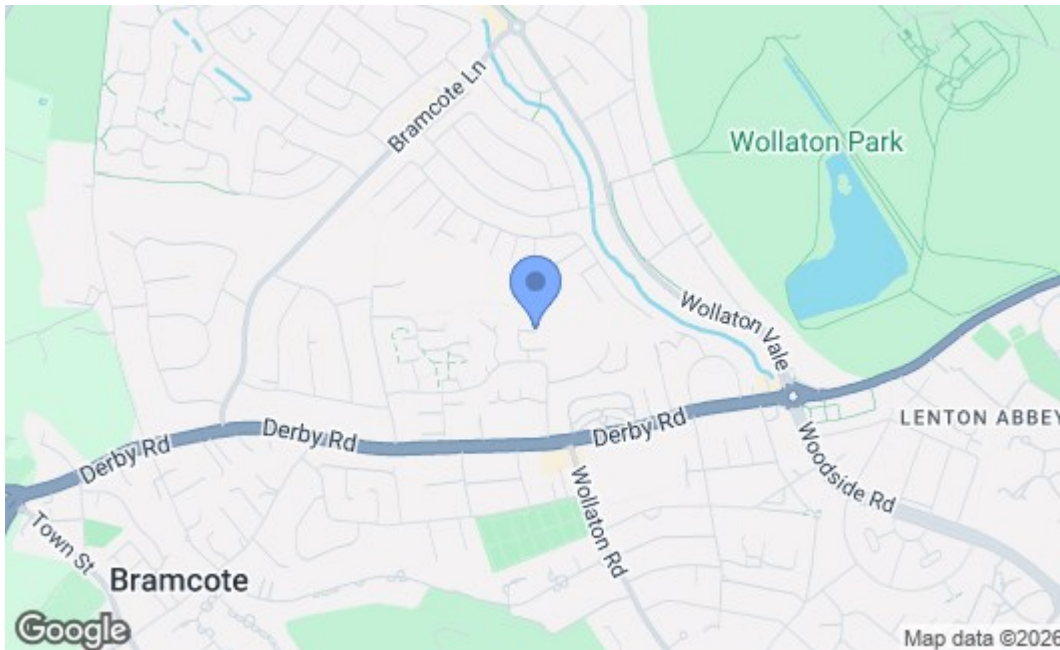 Bramcote Ln
Wollaton Park
Wollaton Vale
LENTON ABBEY
Derby Rd
Derby Rd
Derby Rd
Woodside Rd
Wollaton Rd
Town St
Bramcote
Google
Map data ©2026